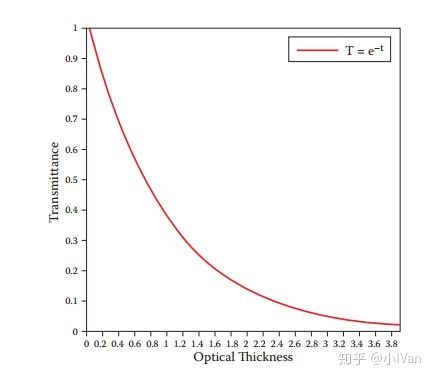 1
0.9
0.8
0.7
0.6
0.5
0.4
0.3
0.2
0.1
0
Transmittance
T = e⁻ᵗ
0 0.2 0.4 0.6 0.8 1 1.2 1.4 1.6 1.8 2 2.2 2.4 2.6 2.8 3 3.2 3.4 3.6 3.8
Optical Thickness
知乎 @小IVan